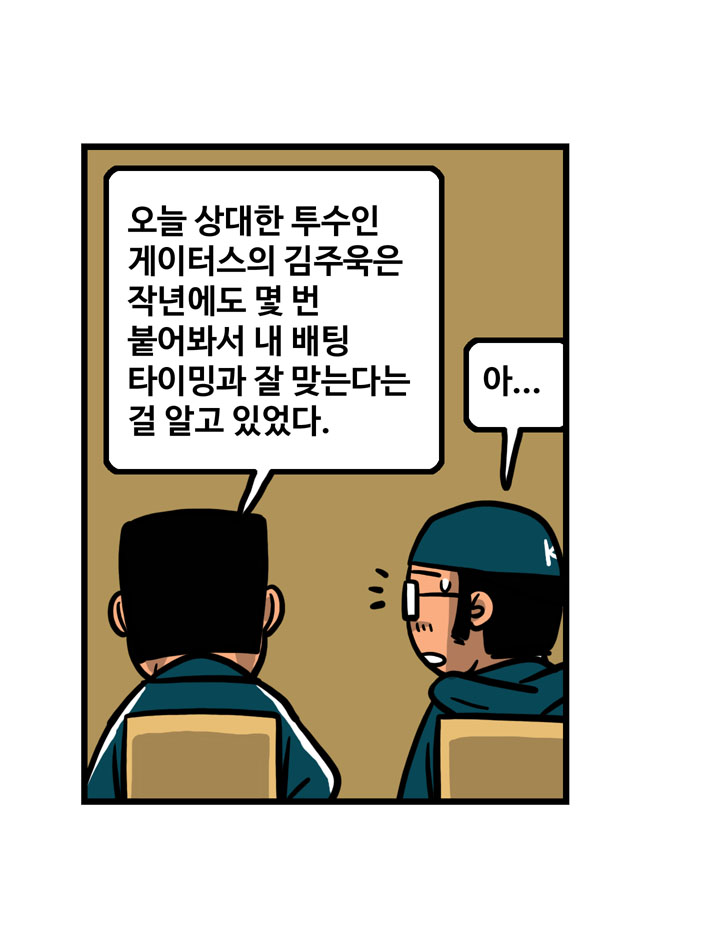 오늘 상대한 투수인
게이터스의 김주욱은
작년에도 몇 번
붙어봐서 내 배팅
타이밍과 잘 맞는다는
걸 알고 있었다.
아...
K